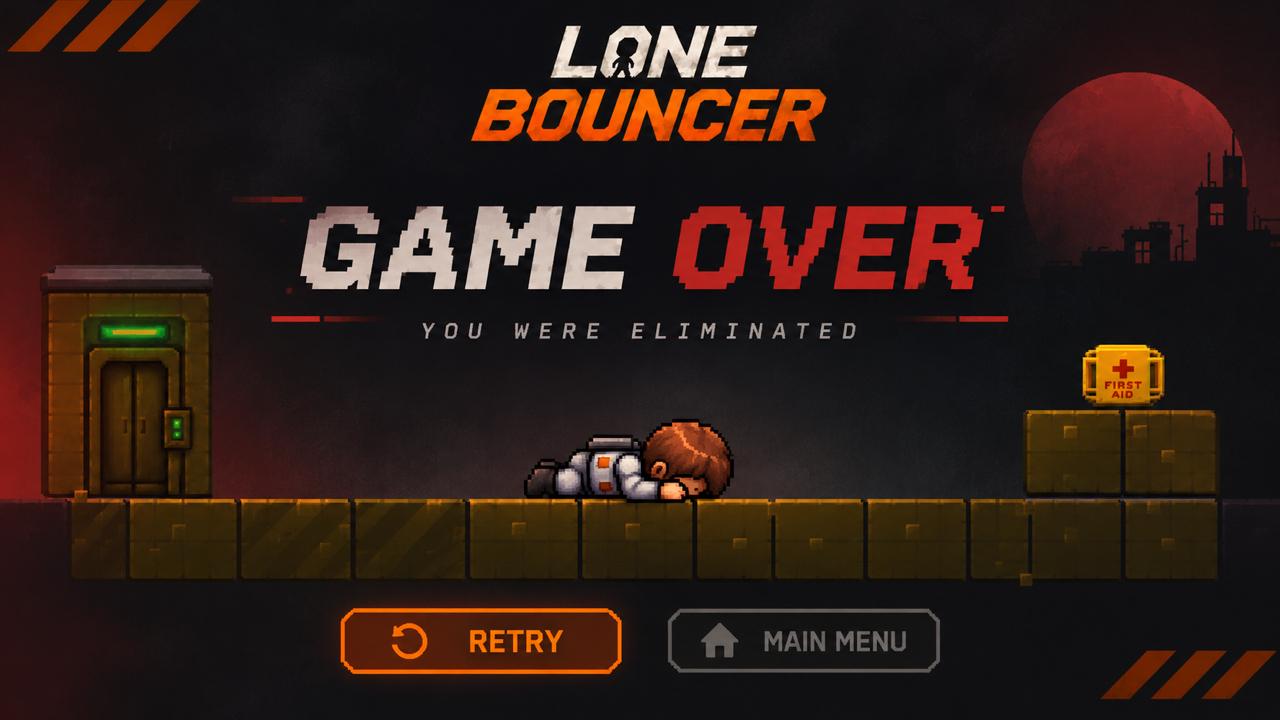 LONE
BOUNCER
GAME OVER
YOU WERE ELIMINATED
FIRST
AID
RETRY
MAIN MENU